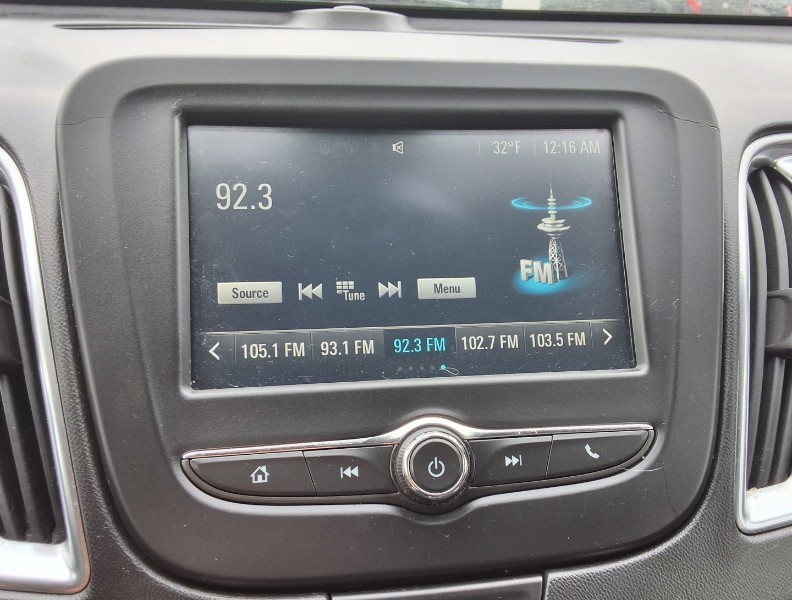 32°F 12:16 AM
92.3
FM
Source Tune Menu
105.1 FM 93.1 FM 92.3 FM 102.7 FM 103.5 FM